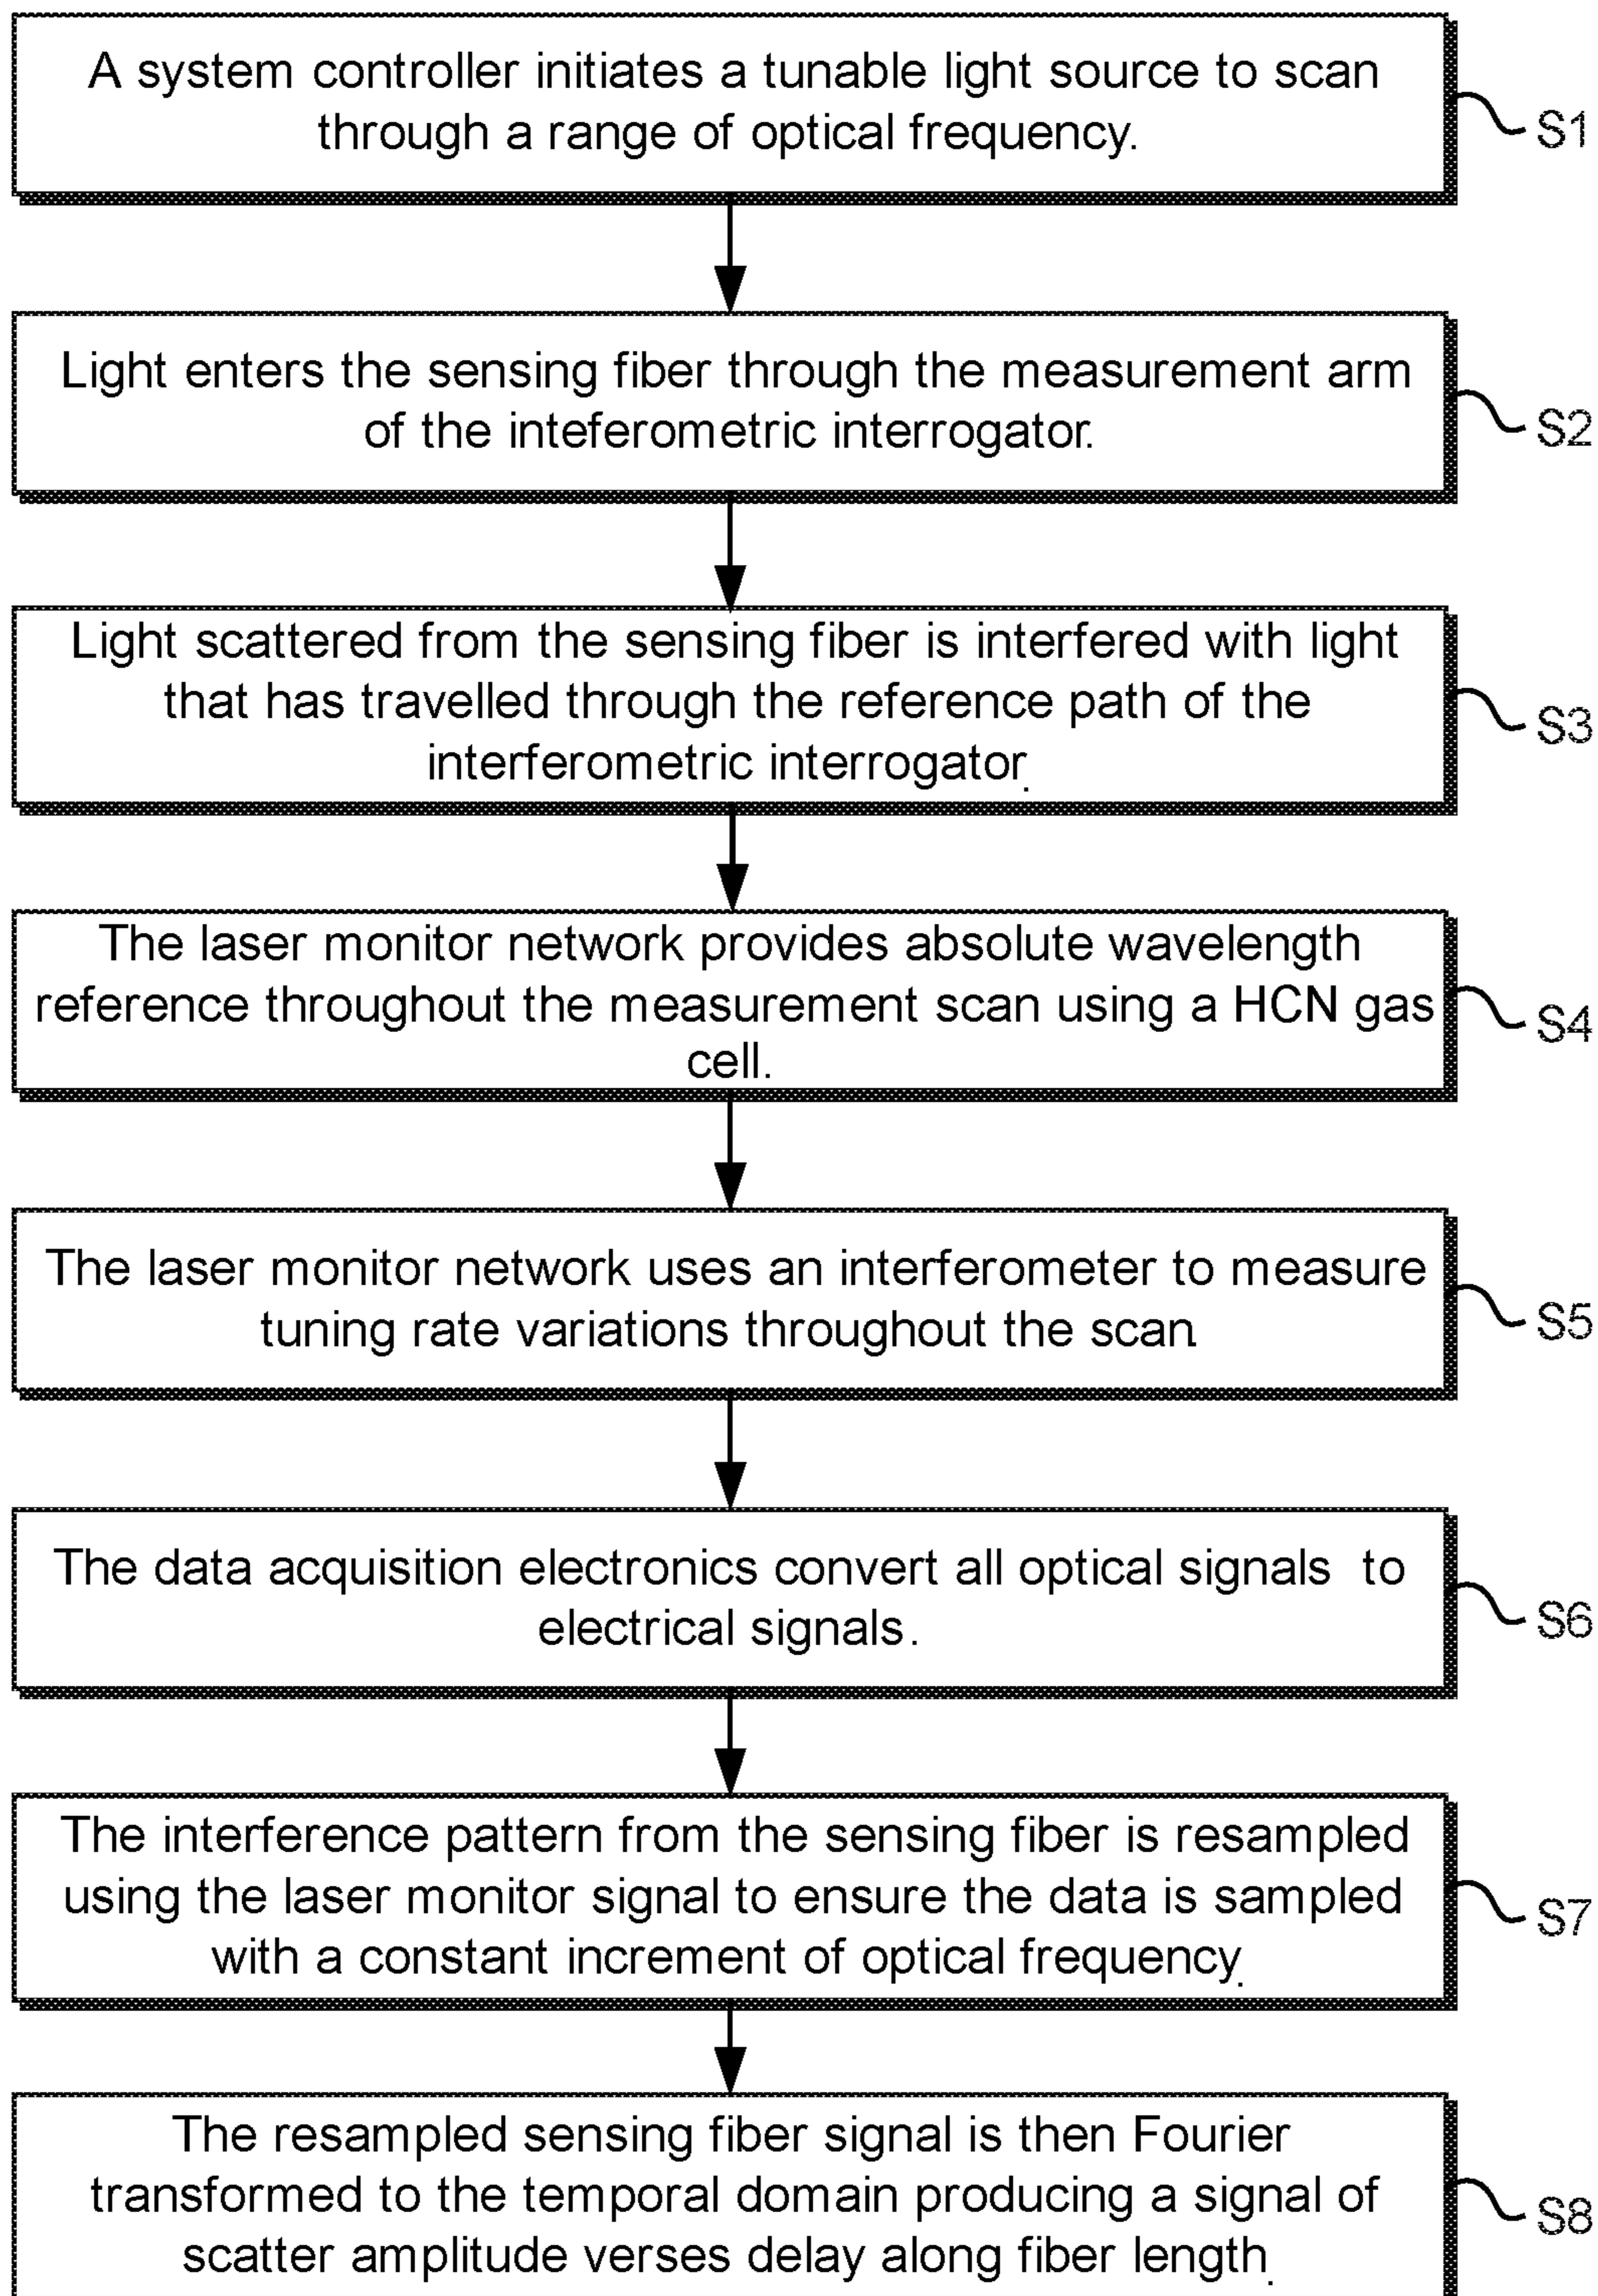 A system controller initiates a tunable light source to scan
through a range of optical frequency.
S1
Light enters the sensing fiber through the measurement arm
of the inteferometric interrogator.
S2
Light scattered from the sensing fiber is interfered with light
that has travelled through the reference path of the
interferometric interrogator.
S3
The laser monitor network provides absolute wavelength
reference throughout the measurement scan using a HCN gas
cell.
S4
The laser monitor network uses an interferometer to measure
tuning rate variations throughout the scan.
S5
The data acquisition electronics convert all optical signals to
electrical signals.
S6
The interference pattern from the sensing fiber is resampled
using the laser monitor signal to ensure the data is sampled
with a constant increment of optical frequency.
S7
The resampled sensing fiber signal is then Fourier
transformed to the temporal domain producing a signal of
scatter amplitude verses delay along fiber length.
S8